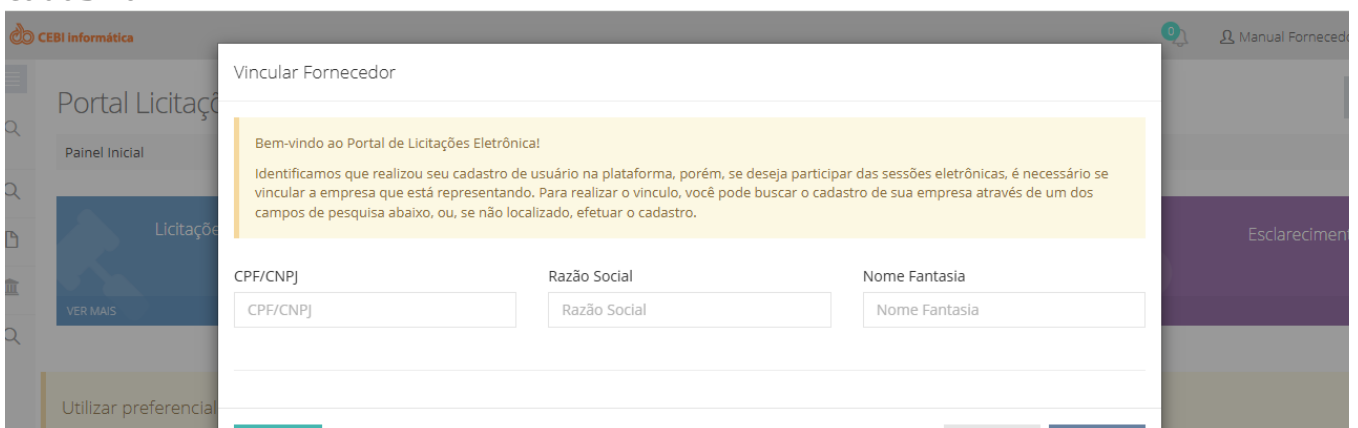 CEBI informática
0
Manual Forneced
Vincular Fornecedor
Portal Licitaç
Painel Inicial
Bem-vindo ao Portal de Licitações Eletrônica!
Identificamos que realizou seu cadastro de usuário na plataforma, porém, se deseja participar das sessões eletrônicas, é necessário se
vincular a empresa que está representando. Para realizar o vinculo, você pode buscar o cadastro de sua empresa através de um dos
campos de pesquisa abaixo, ou, se não localizado, efetuar o cadastro.
Licitaçõe
Esclareciment
CPF/CNPJ
Razão Social
Nome Fantasia
CPF/CNPJ
Razão Social
Nome Fantasia
VER MAIS
Utilizar preferencial